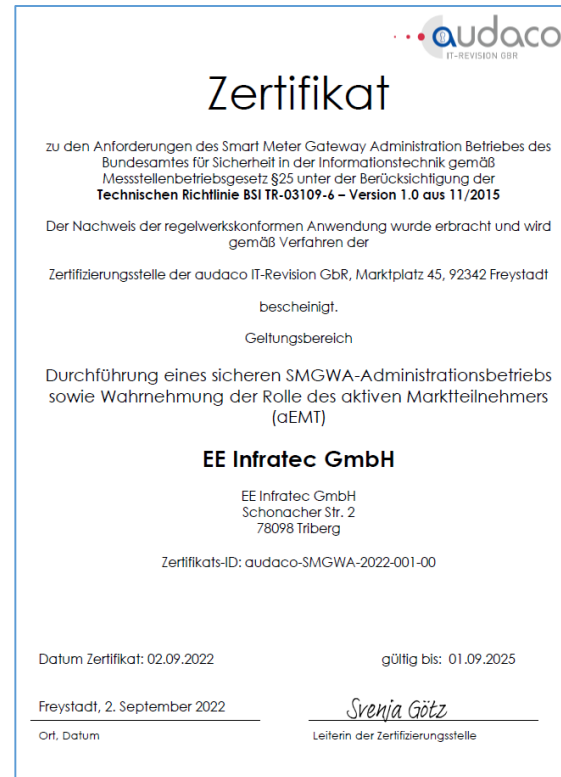 audaco
IT-REVISION GBR
Zertifikat
zu den Anforderungen des Smart Meter Gateway Administration Betriebes des
Bundesamtes für Sicherheit in der Informationstechnik gemäß
Messstellenbetriebsgesetz §25 unter der Berücksichtigung der
Technischen Richtlinie BSI TR-03109-6 – Version 1.0 aus 11/2015
Der Nachweis der regelwerkskonformen Anwendung wurde erbracht und wird
gemäß Verfahren der
Zertifizierungsstelle der audaco IT-Revision GbR, Marktplatz 45, 92342 Freystadt
bescheinigt.
Geltungsbereich
Durchführung eines sicheren SMGWA-Administrationsbetriebs
sowie Wahrnehmung der Rolle des aktiven Marktteilnehmers
(aEMT)
EE Infratec GmbH
EE Infratec GmbH
Schonacher Str. 2
78098 Triberg
Zertifikats-ID: audaco-SMGWA-2022-001-00
Datum Zertifikat: 02.09.2022 gültig bis: 01.09.2025
Freystadt, 2. September 2022 Svenja Götz
Ort, Datum Leiterin der Zertifizierungsstelle